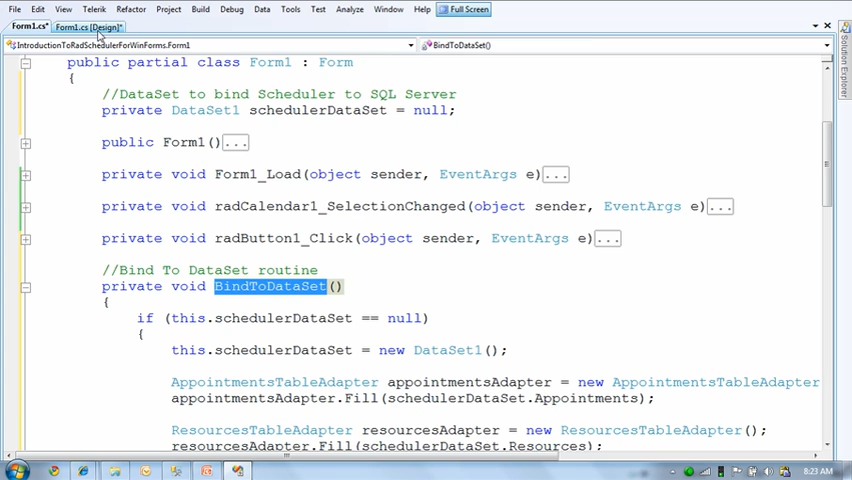 File Edit View Telerik Refactor Project Build Debug Data Tools Test Analyze Window Help Full Screen
Form1.cs* Form1.cs [Design]*
IntroductionToRadSchedulerForWinForms.Form1 BindToDataSet()
Solution Explorer
public partial class Form1 : Form
{
//DataSet to bind Scheduler to SQL Server
private DataSet1 schedulerDataSet = null;
public Form1()...
private void Form1_Load(object sender, EventArgs e)...
private void radCalendar1_SelectionChanged(object sender, EventArgs e)...
private void radButton1_Click(object sender, EventArgs e)...
//Bind To DataSet routine
private void BindToDataSet()
{
if (this.schedulerDataSet == null)
{
this.schedulerDataSet = new DataSet1();
AppointmentsTableAdapter appointmentsAdapter = new AppointmentsTableAdapter
appointmentsAdapter.Fill(schedulerDataSet.Appointments);
ResourcesTableAdapter resourcesAdapter = new ResourcesTableAdapter();
resourcesAdapter.Fill(schedulerDataSet.Resources);
8:23 AM